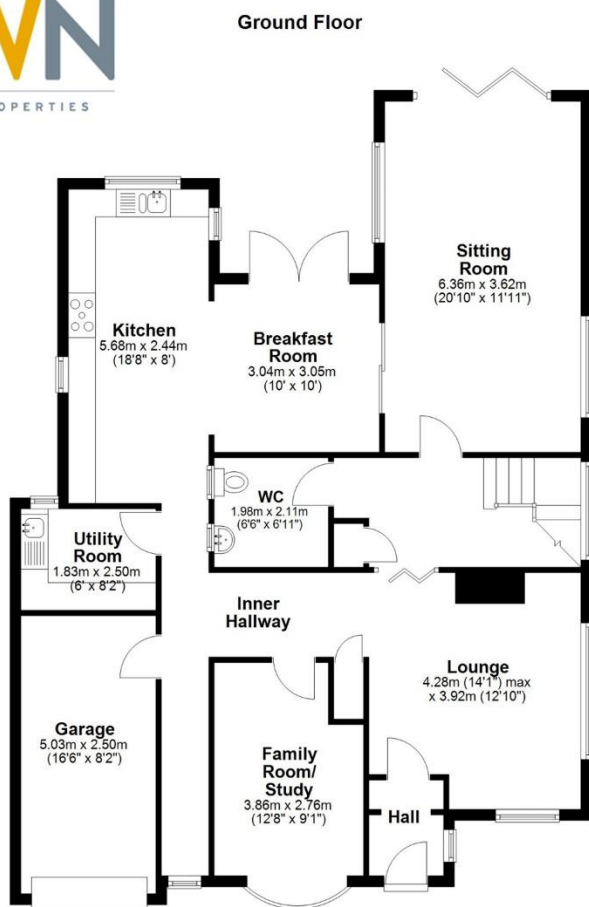 WN
OPERTIES
Ground Floor
Sitting
Room
6.36m x 3.62m
(20'10" x 11'11")
Kitchen
5.68m x 2.44m
(18'8" x 8')
Breakfast
Room
3.04m x 3.05m
(10' x 10')
WC
1.98m x 2.11m
(6'6" x 6'11")
Utility
Room
1.83m x 2.50m
(6' x 8'2")
Inner
Hallway
Lounge
4.28m (14'1") max
x 3.92m (12'10")
Garage
5.03m x 2.50m
(16'6" x 8'2")
Family
Room/
Study
3.86m x 2.76m
(12'8" x 9'1")
Hall